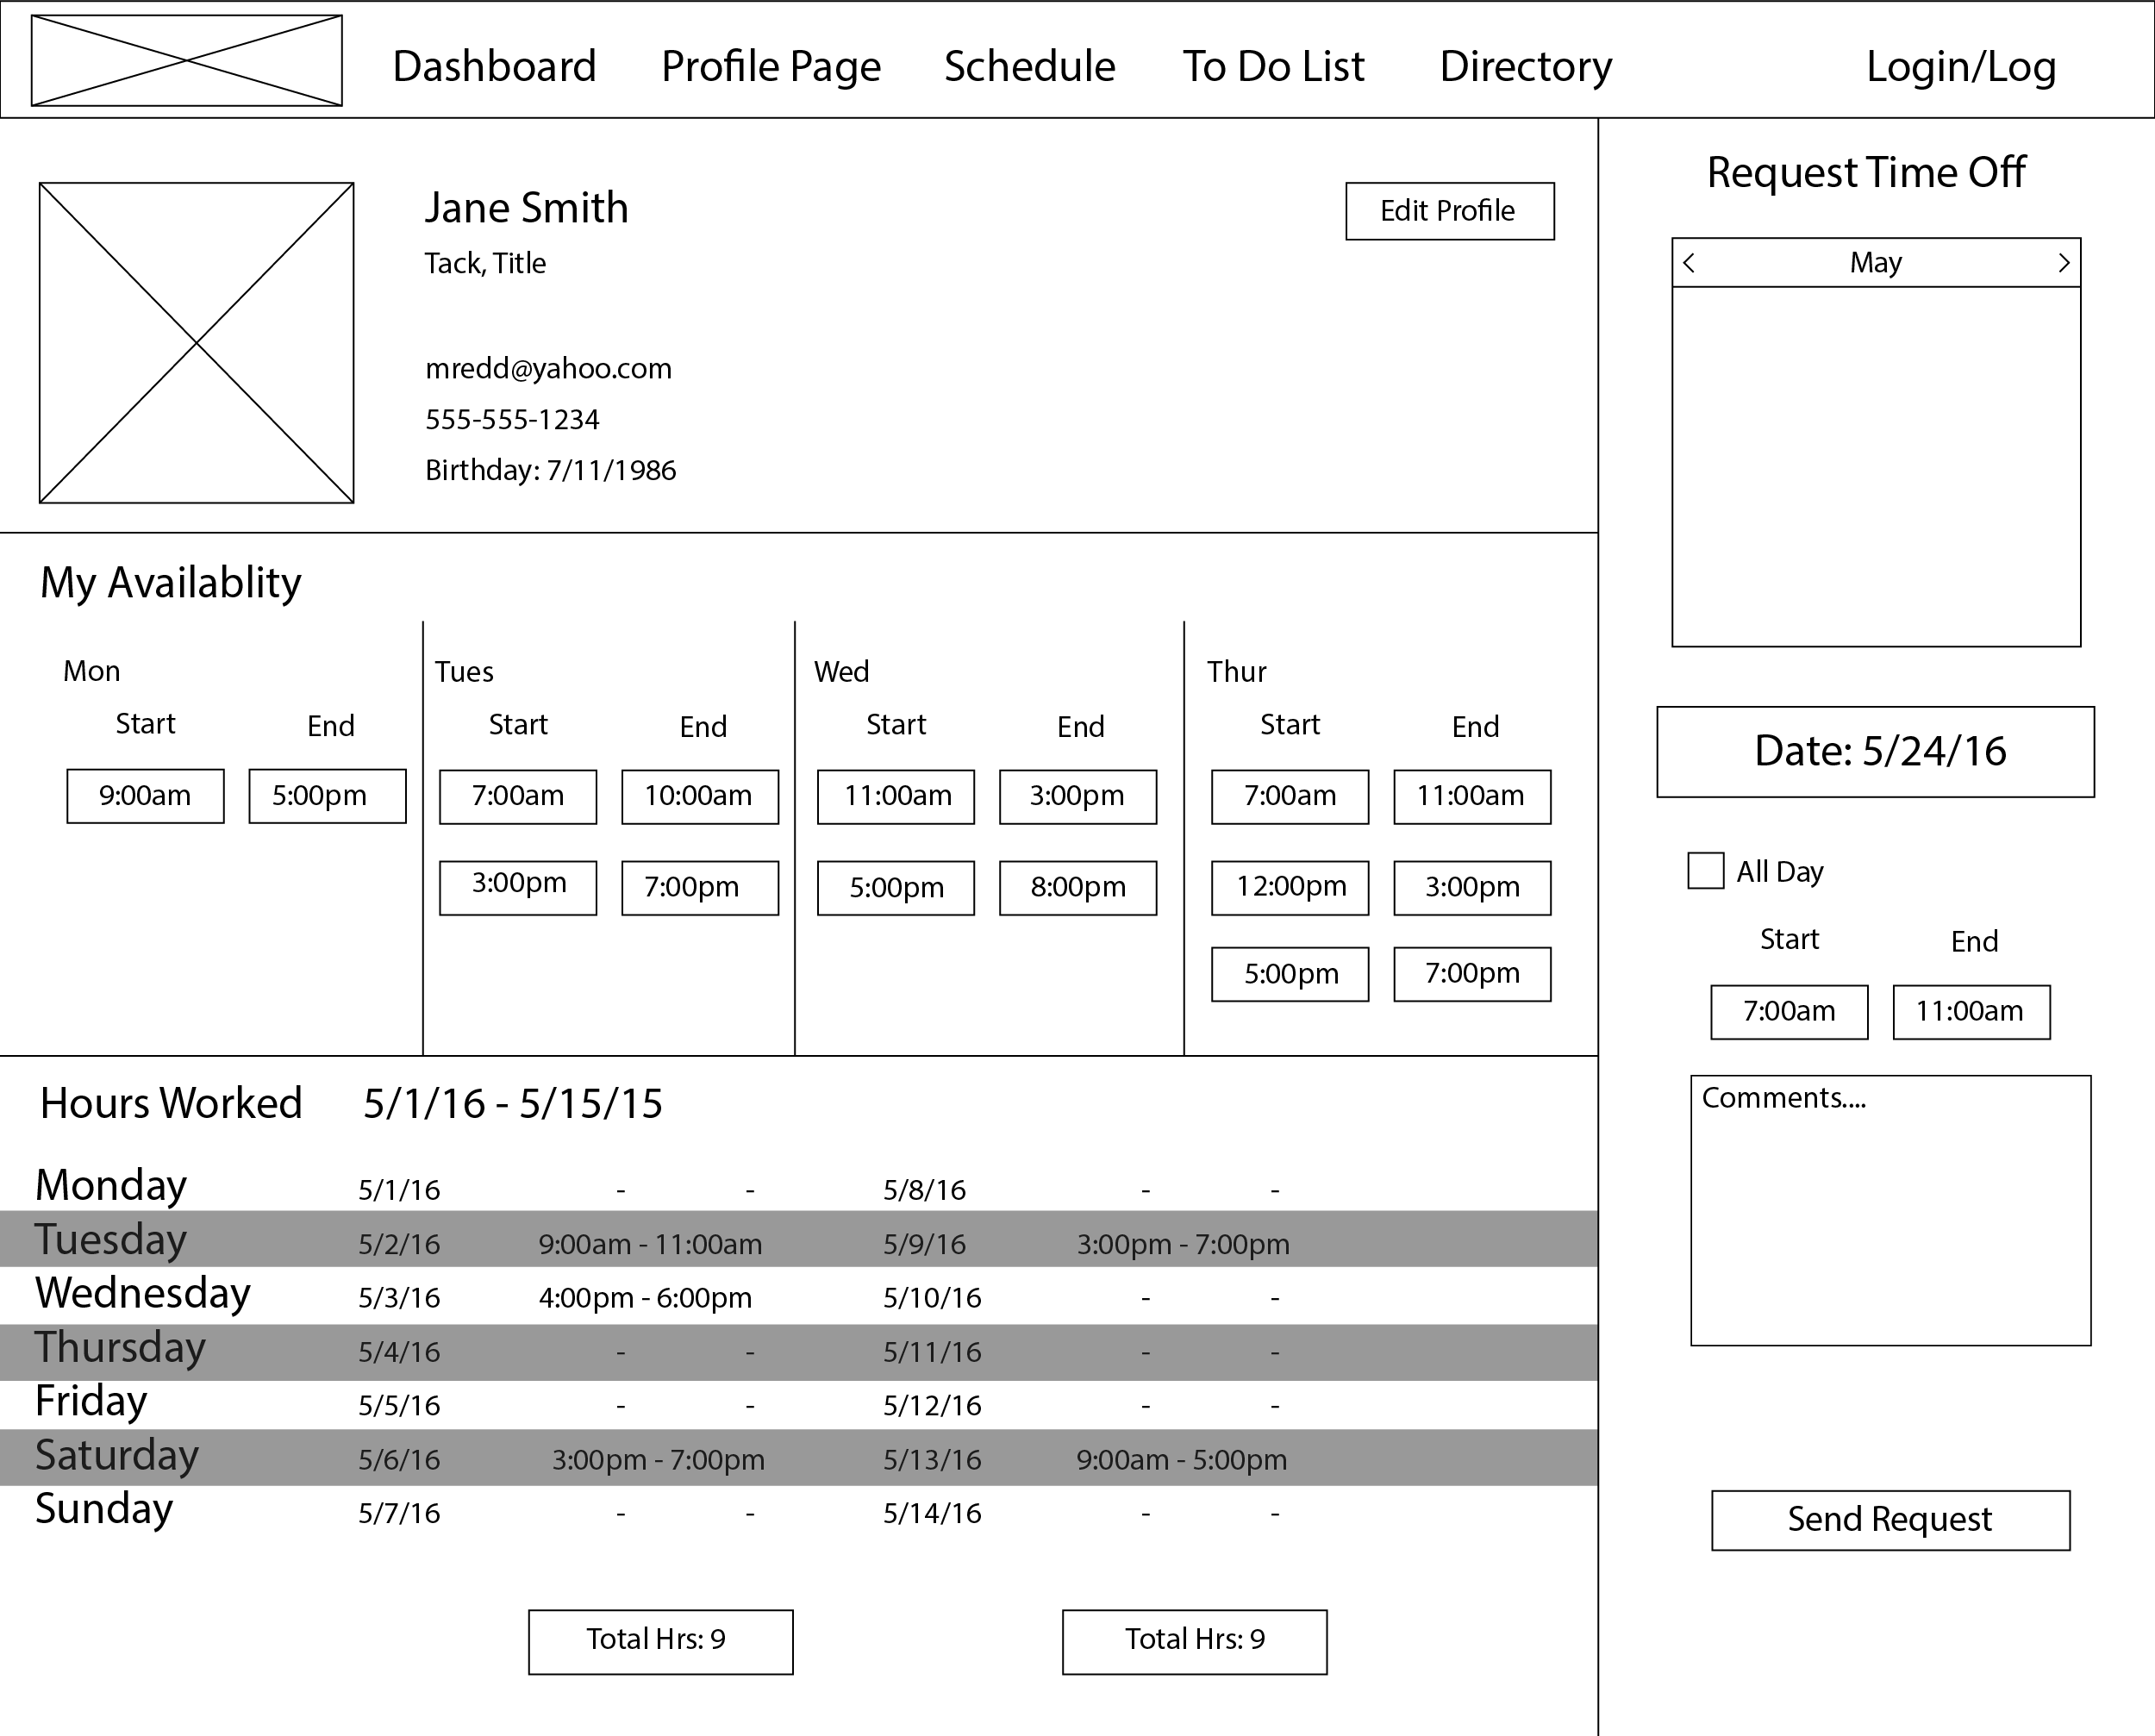 Dashboard Profile Page Schedule To Do List Directory Login/Log
Jane Smith
Edit Profile
Tack, Title
mredd@yahoo.com
555-555-1234
Birthday: 7/11/1986
My Availablity
Mon Tues Wed Thur
Start End Start End Start End Start End
9:00am 5:00pm 7:00am 10:00am 11:00am 3:00pm 7:00am 11:00am
3:00pm 7:00pm 5:00pm 8:00pm 12:00pm 3:00pm
5:00pm 7:00pm
Hours Worked 5/1/16 - 5/15/15
Monday 5/1/16 - - 5/8/16 - -
Tuesday 5/2/16 9:00am - 11:00am 5/9/16 3:00pm - 7:00pm
Wednesday 5/3/16 4:00pm - 6:00pm 5/10/16 - -
Thursday 5/4/16 - - 5/11/16 - -
Friday 5/5/16 - - 5/12/16 - -
Saturday 5/6/16 3:00pm - 7:00pm 5/13/16 9:00am - 5:00pm
Sunday 5/7/16 - - 5/14/16 - -
Total Hrs: 9 Total Hrs: 9
Request Time Off
< May >
Date: 5/24/16
All Day
Start End
7:00am 11:00am
Comments....
Send Request